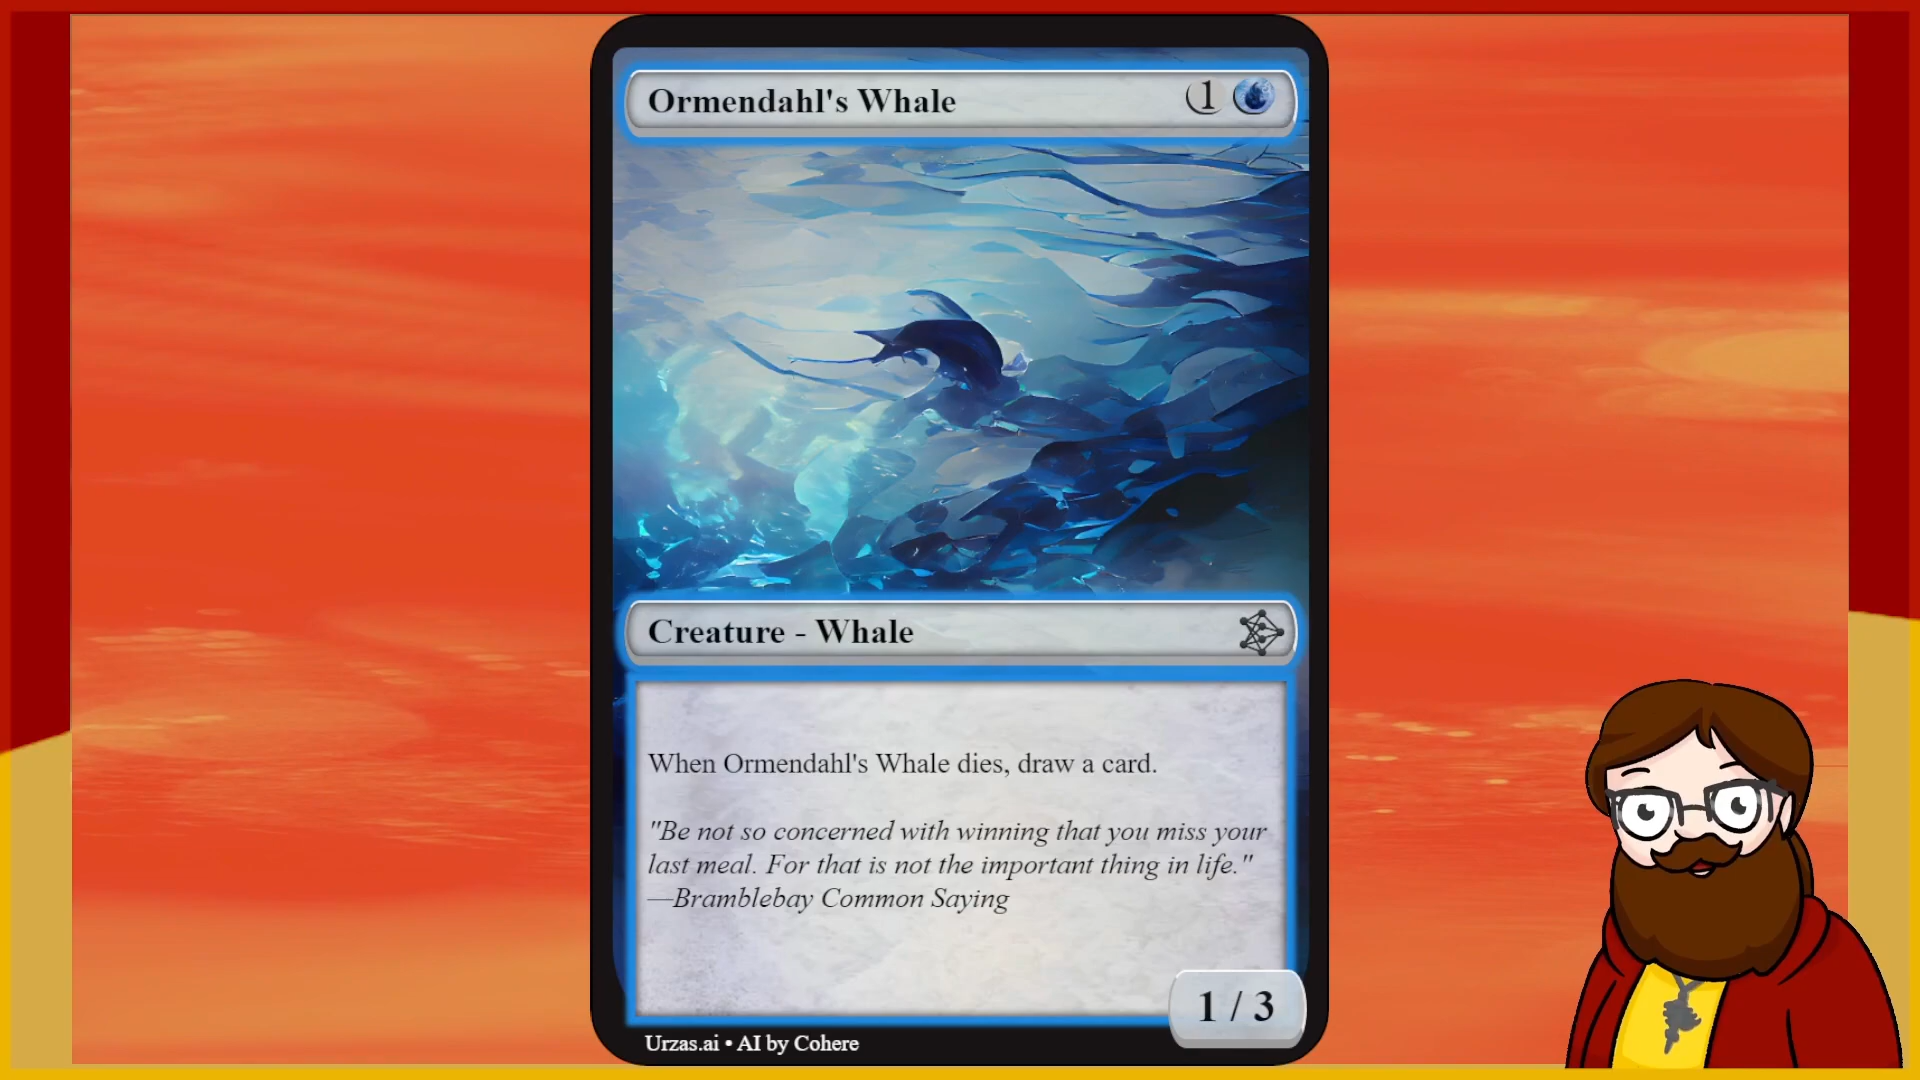 Ormendahl's Whale 1
Creature - Whale
When Ormendahl's Whale dies, draw a card.
"Be not so concerned with winning that you miss your
last meal. For that is not the important thing in life."
—Bramblebay Common Saying
1 / 3
Urzas.ai • AI by Cohere